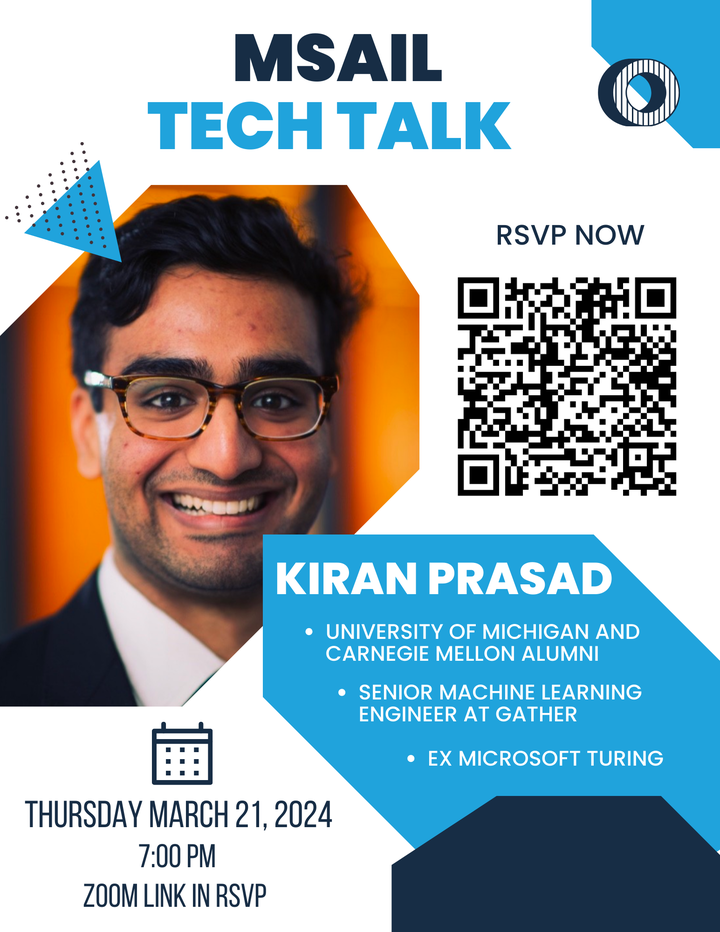 MSAIL
TECH TALK
RSVP NOW
KIRAN PRASAD
• UNIVERSITY OF MICHIGAN AND
CARNEGIE MELLON ALUMNI
• SENIOR MACHINE LEARNING
ENGINEER AT GATHER
• EX MICROSOFT TURING
THURSDAY MARCH 21, 2024
7:00 PM
ZOOM LINK IN RSVP